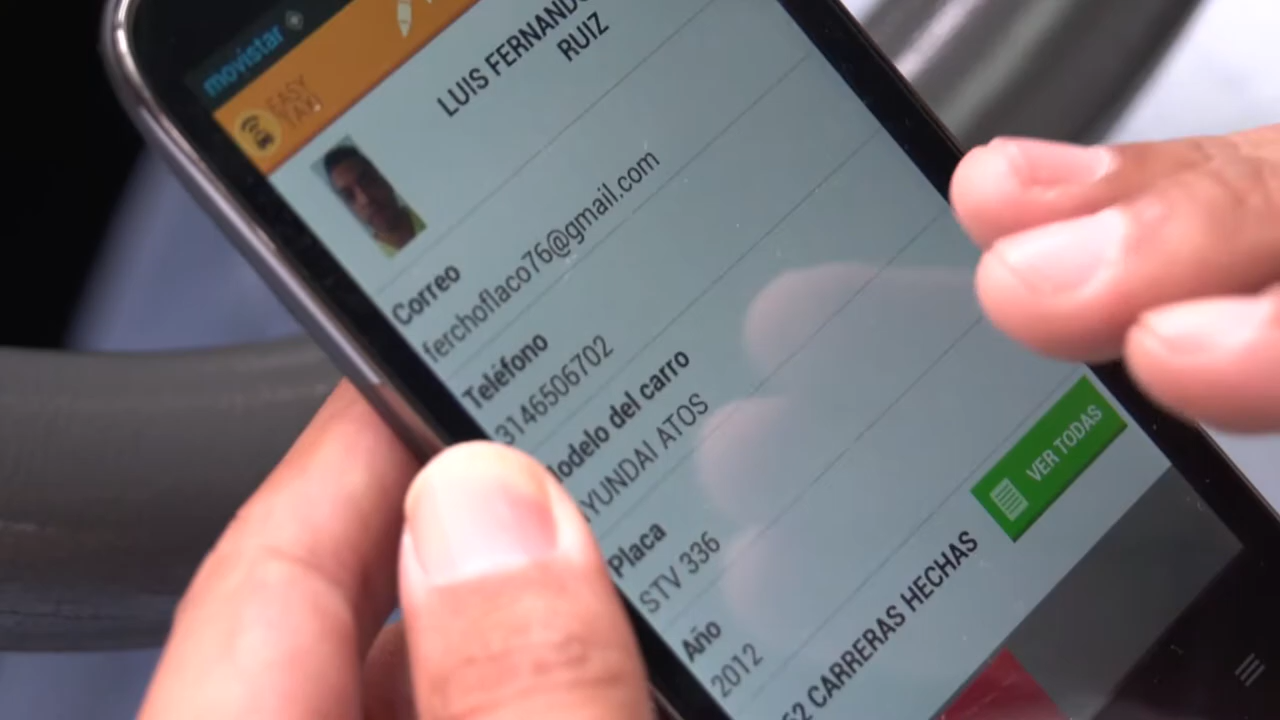 movistar
EASY
TAXI
LUIS FERNANDO
RUIZ
Correo
ferchoflaco76@gmail.com
Teléfono
3146506702
Modelo del carro
HYUNDAI ATOS
Placa
STV 336
Año
2012
52 CARRERAS HECHAS
VER TODAS